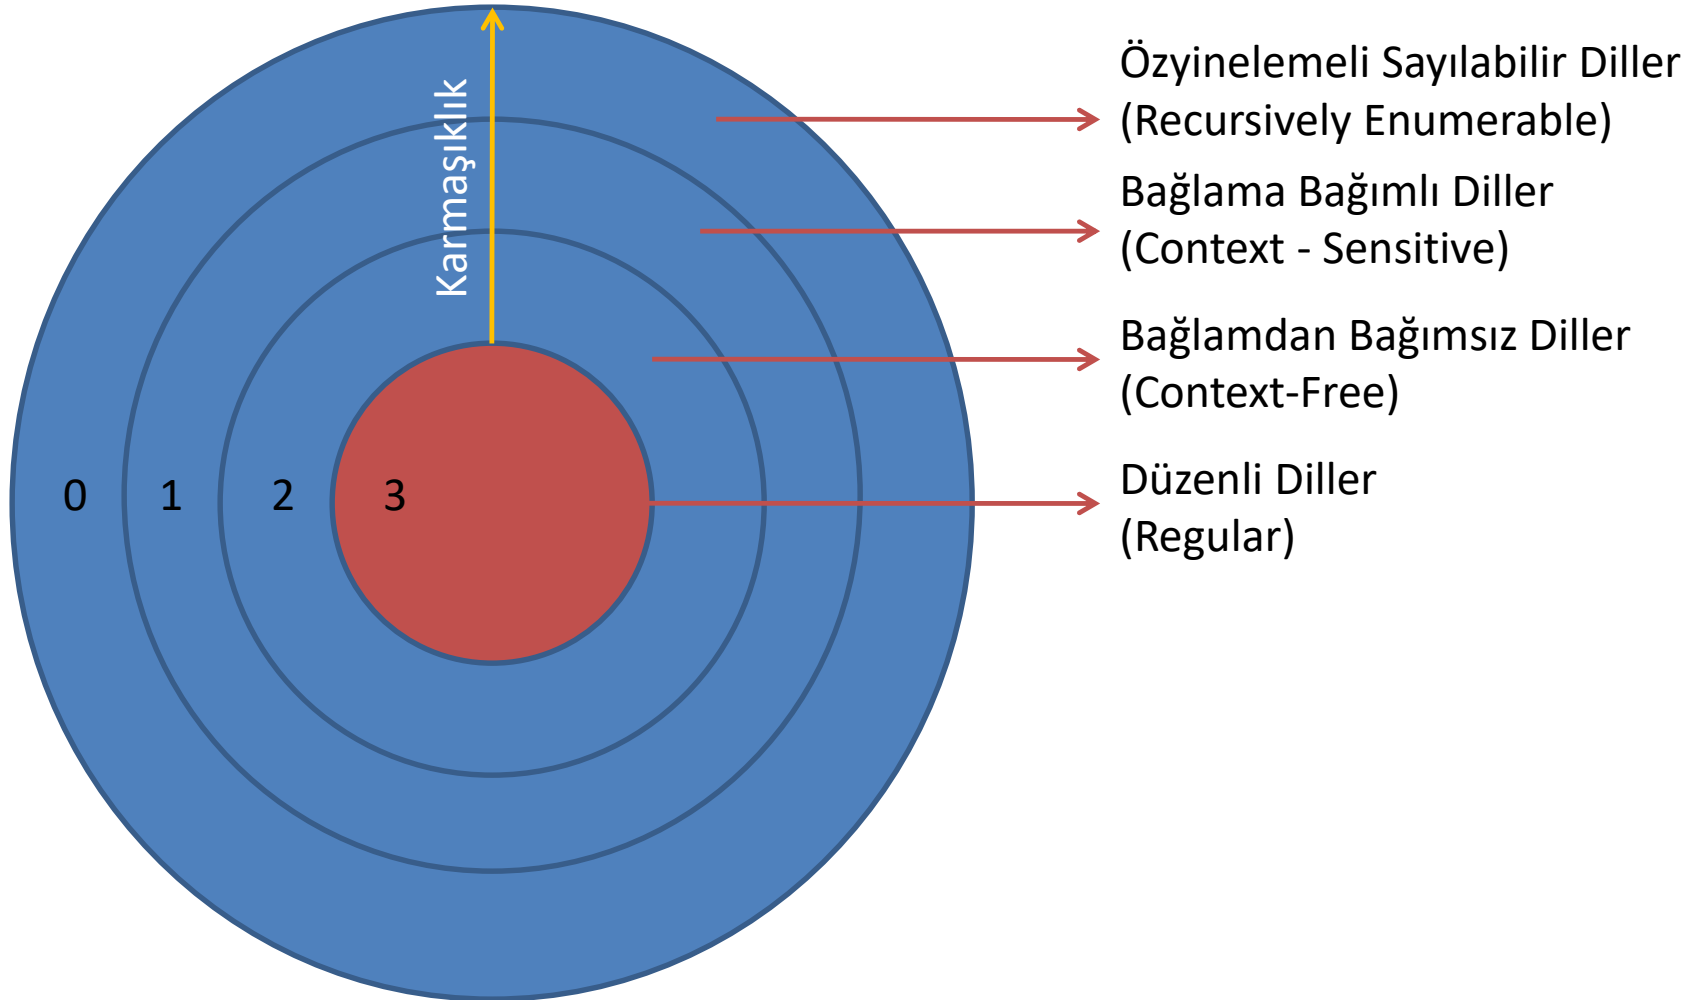 Karmaşıklık
Özyinelemeli Sayılabilir Diller
(Recursively Enumerable)
Bağlama Bağımlı Diller
(Context - Sensitive)
Bağlamdan Bağımsız Diller
(Context-Free)
0 1 2 3
Düzenli Diller
(Regular)